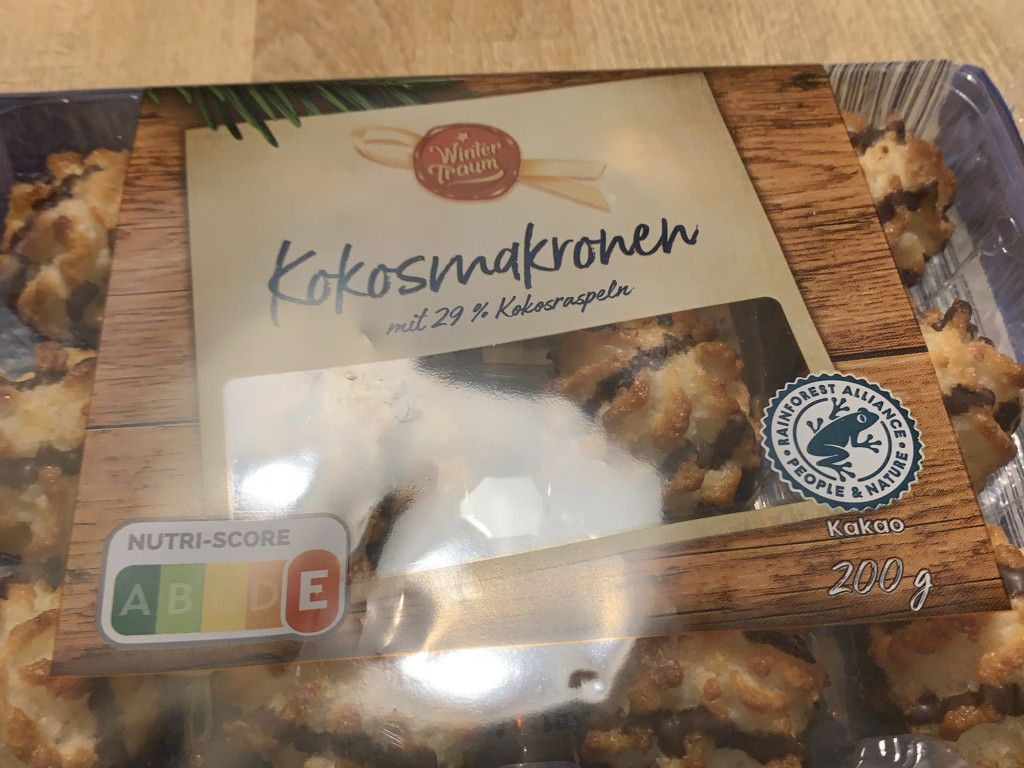 Winter
Traum
Kokosmakronen
mit 29 % Kokosraspeln
RAINFOREST ALLIANCE
PEOPLE & NATURE
Kakao
200 g
NUTRI-SCORE
A B C D E